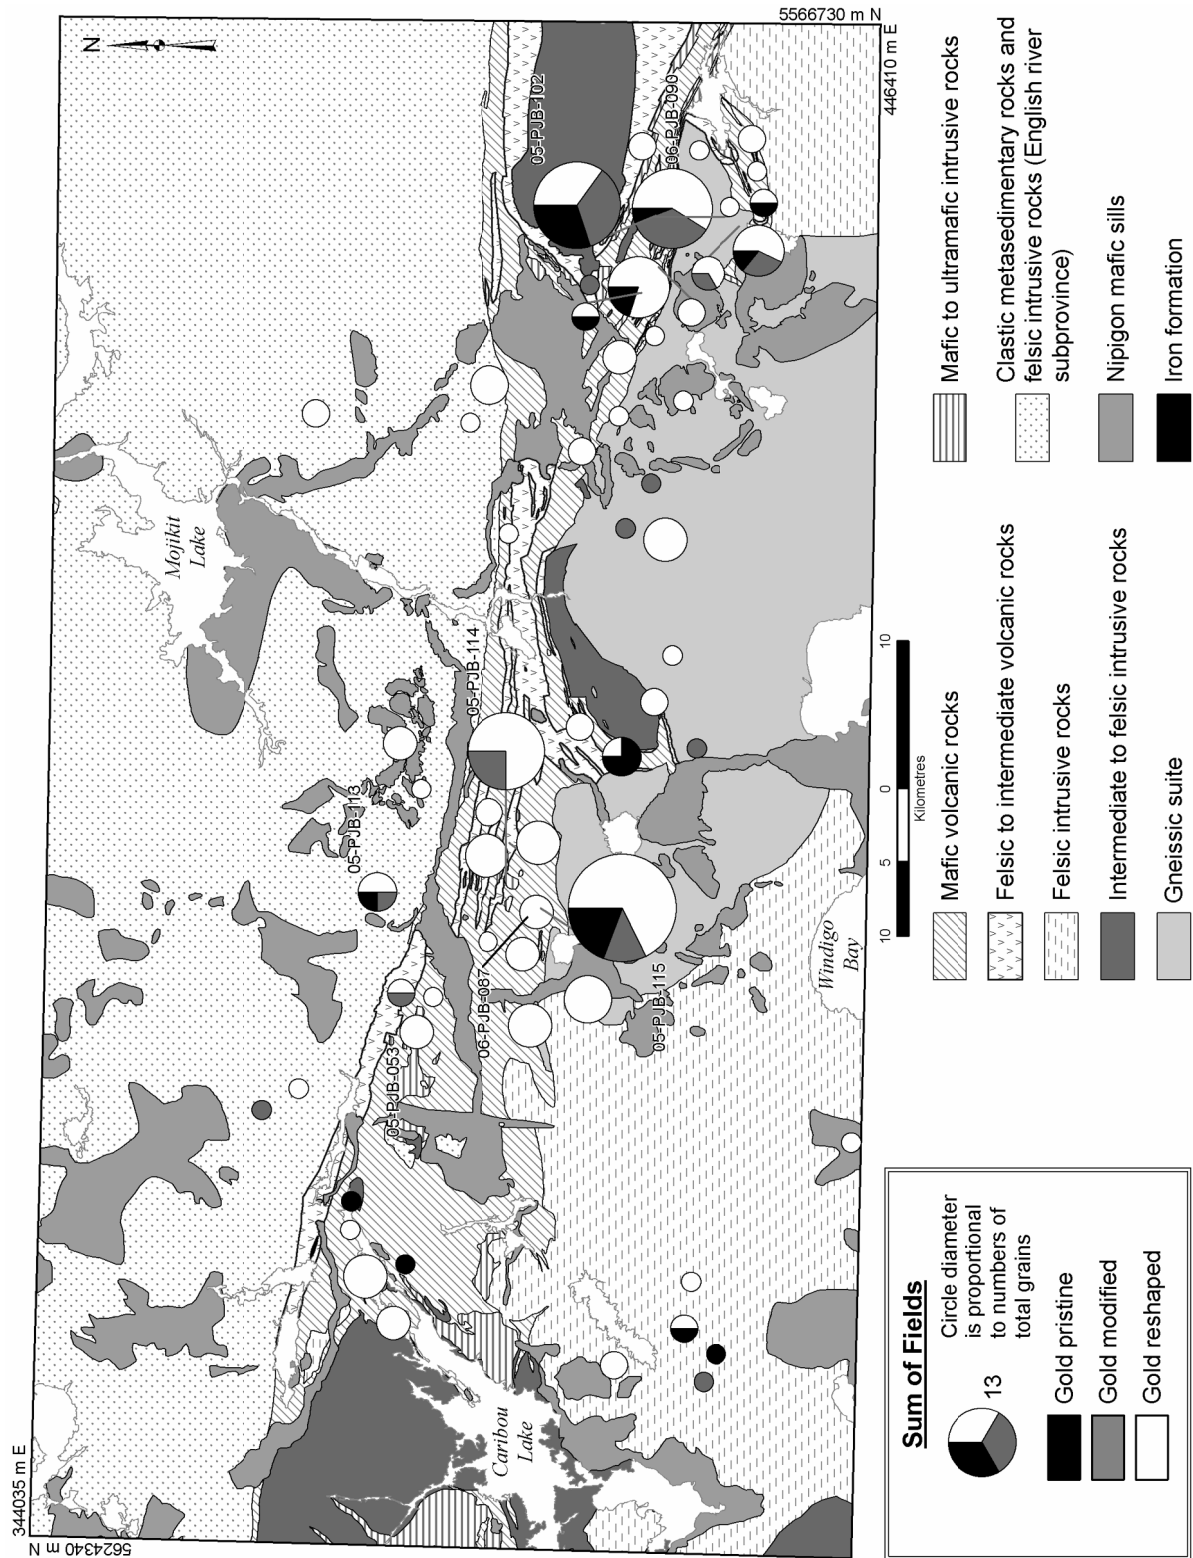 344035 m E
5624340 m N
N
5566730 m N
446410 m E
Mojikit
Lake
05-PJB-102
06-PJB-090
05-PJB-114
05-PJB-113
06-PJB-087
05-PJB-115
05-PJB-053
Caribou
Lake
Windigo
Bay
10
5
0
10
Kilometres
Sum of Fields
13
Circle diameter
is proportional
to numbers of
total grains
Gold pristine
Gold modified
Gold reshaped
Mafic volcanic rocks
Felsic to intermediate volcanic rocks
Felsic intrusive rocks
Intermediate to felsic intrusive rocks
Gneissic suite
Mafic to ultramafic intrusive rocks
Clastic metasedimentary rocks and
felsic intrusive rocks (English river
subprovince)
Nipigon mafic sills
Iron formation